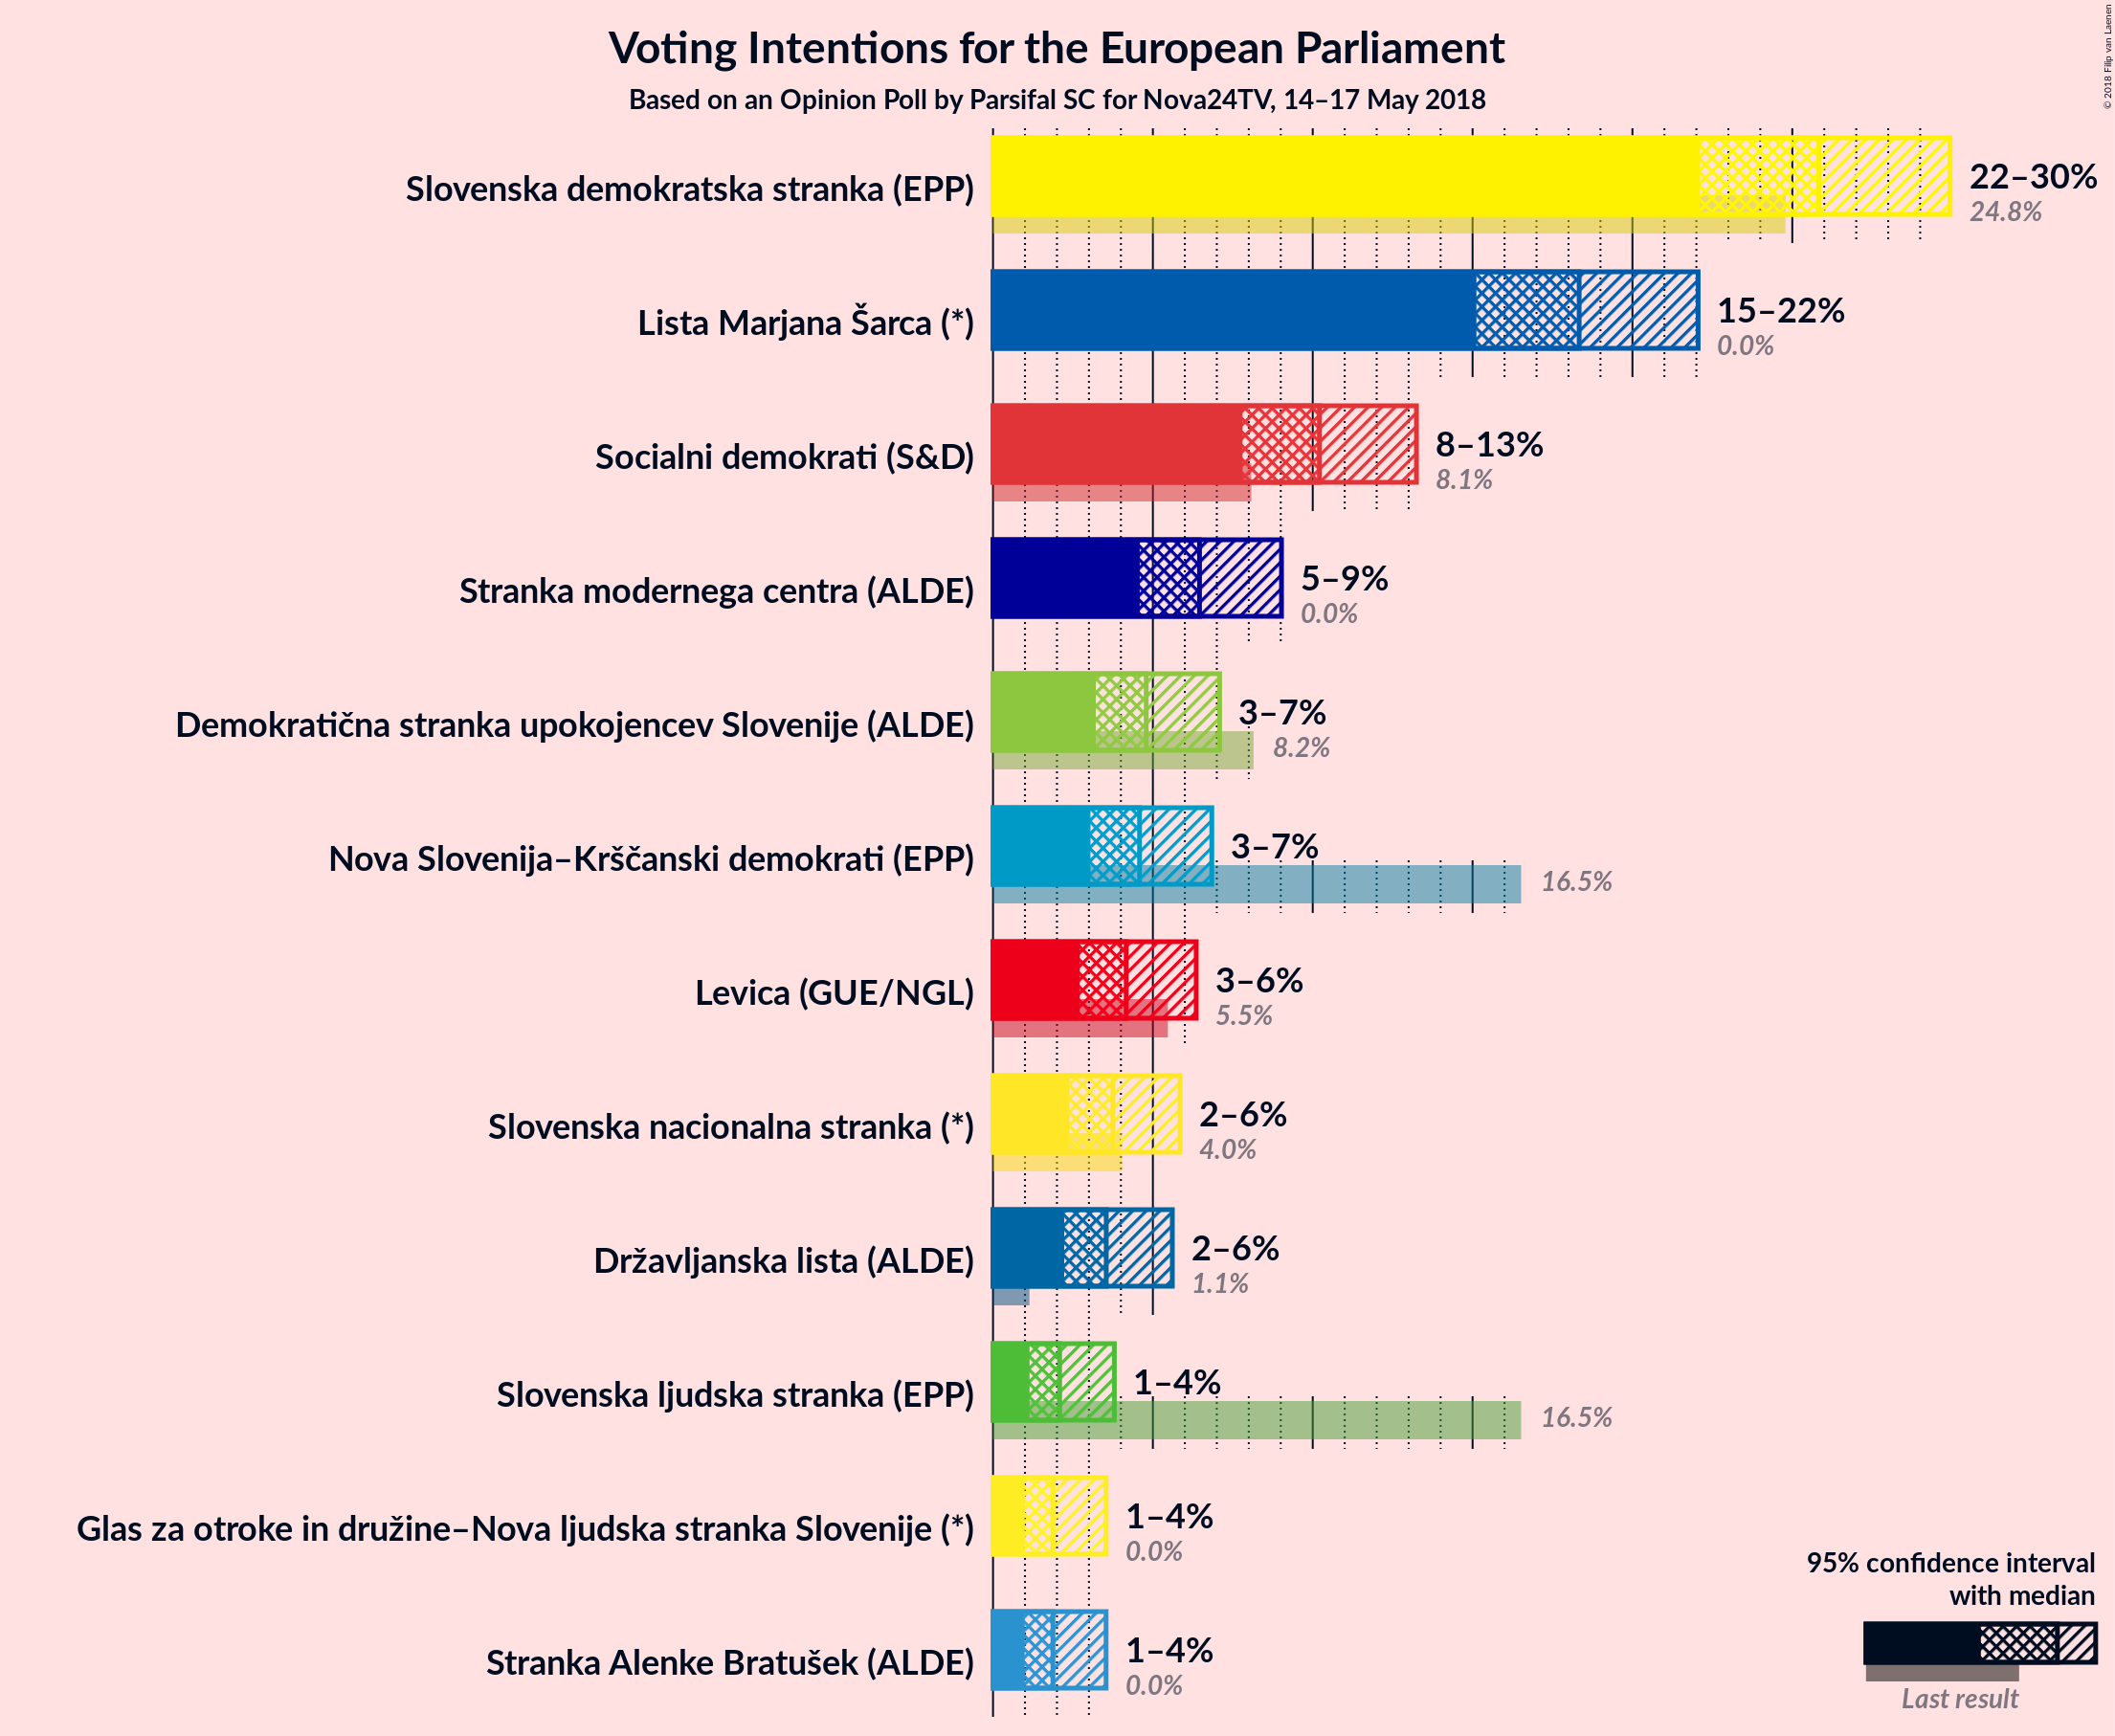 © 2018 Filip van Laenen
Voting Intentions for the European Parliament
Based on an Opinion Poll by Parsifal SC for Nova24TV, 14–17 May 2018
Slovenska demokratska stranka (EPP)
22–30%
24.8%
Lista Marjana Šarca (*)
15–22%
0.0%
Socialni demokrati (S&D)
8–13%
8.1%
Stranka modernega centra (ALDE)
5–9%
0.0%
Demokratična stranka upokojencev Slovenije (ALDE)
3–7%
8.2%
Nova Slovenija–Krščanski demokrati (EPP)
3–7%
16.5%
Levica (GUE/NGL)
3–6%
5.5%
Slovenska nacionalna stranka (*)
2–6%
4.0%
Državljanska lista (ALDE)
2–6%
1.1%
Slovenska ljudska stranka (EPP)
1–4%
16.5%
Glas za otroke in družine–Nova ljudska stranka Slovenije (*)
1–4%
0.0%
Stranka Alenke Bratušek (ALDE)
1–4%
0.0%
95% confidence interval
with median
Last result